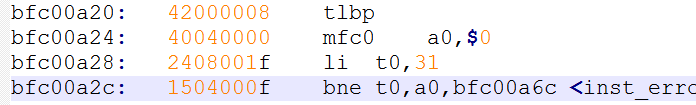 bfc00a20: 42000008 tlbp
bfc00a24: 40040000 mfc0 a0,$0
bfc00a28: 2408001f li t0,31
bfc00a2c: 1504000f bne t0,a0,bfc00a6c <inst_erro